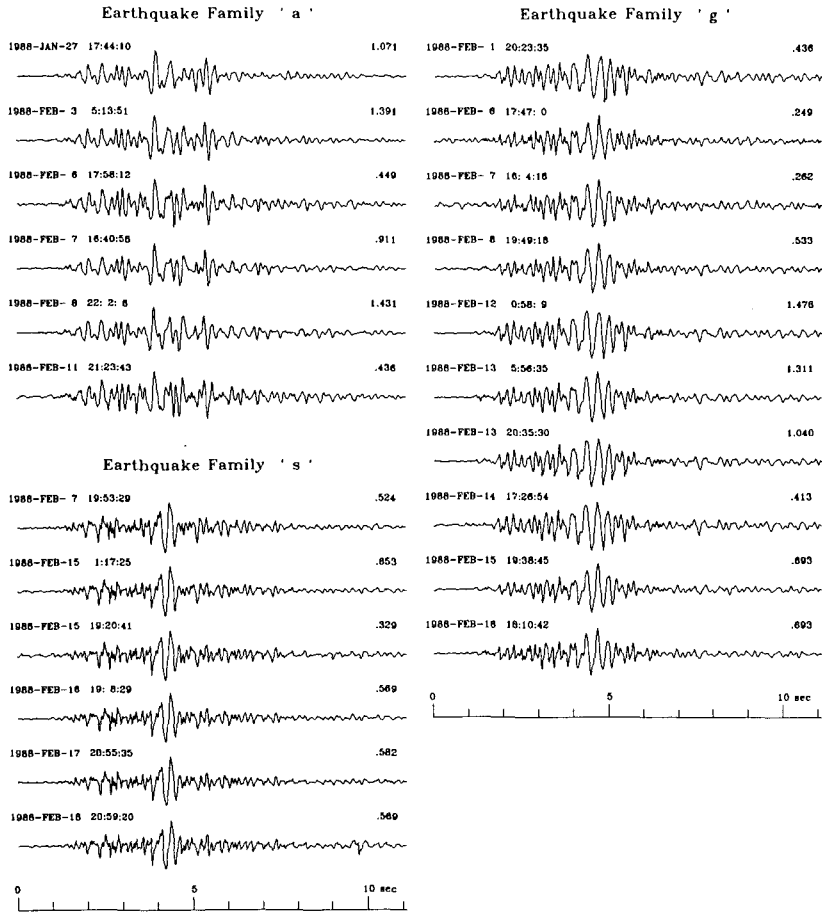 Earthquake Family 'a'
1988-JAN-27 17:44:10 1.071
1988-FEB- 3 5:13:51 1.391
1988-FEB- 6 17:58:12 .449
1988-FEB- 7 16:40:58 .911
1988-FEB- 8 22: 2: 6 1.431
1988-FEB-11 21:23:43 .436
Earthquake Family 's'
1988-FEB- 7 19:53:29 .524
1988-FEB-15 1:17:25 .653
1988-FEB-15 19:20:41 .329
1988-FEB-16 19: 8:29 .569
1988-FEB-17 20:55:35 .582
1988-FEB-18 20:59:20 .569
0 5 10 sec
Earthquake Family 'g'
1988-FEB- 1 20:23:35 .436
1988-FEB- 6 17:47: 0 .249
1988-FEB- 7 16: 4:16 .262
1988-FEB- 8 19:49:18 .533
1988-FEB-12 0:58: 9 1.476
1988-FEB-13 5:56:35 1.311
1988-FEB-13 20:35:30 1.040
1988-FEB-14 17:26:54 .413
1988-FEB-15 19:38:45 .693
1988-FEB-16 18:10:42 .693
0 5 10 sec